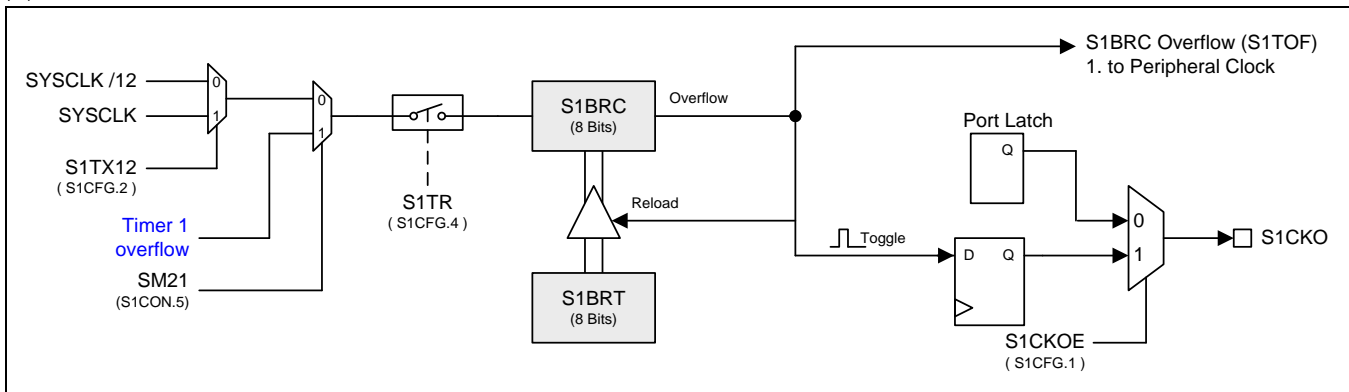 SYSCLK /12
SYSCLK
0
1
S1TX12
( S1CFG.2 )
Timer 1
overflow
SM21
(S1CON.5)
0
1
S1TR
( S1CFG.4 )
S1BRC
(8 Bits)
Overflow
Reload
S1BRT
(8 Bits)
S1BRC Overflow (S1TOF)
1. to Peripheral Clock
Port Latch
Q
Toggle
D Q
0
1
S1CKO
S1CKOE
( S1CFG.1 )